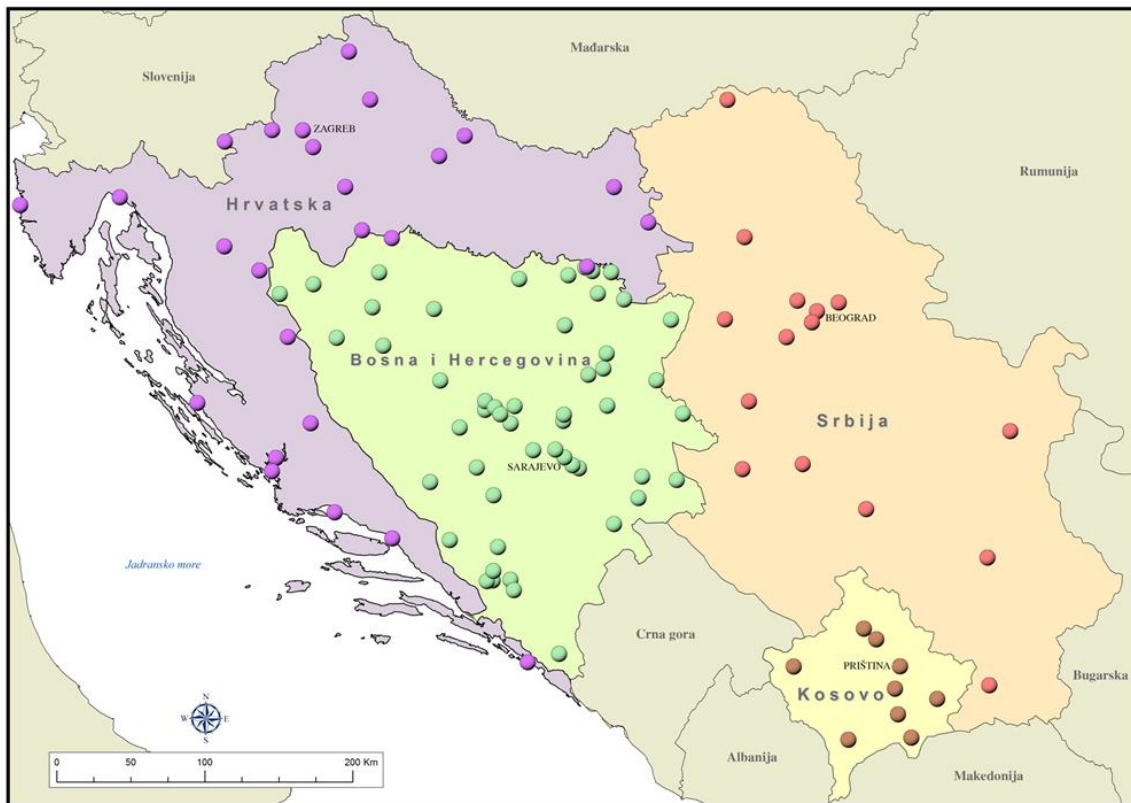 Mađarska
Slovenija
ZAGREB
Rumunija
Hrvatska
BEOGRAD
Bosna i Hercegovina
Srbija
SARAJEVO
Jadransko more
Crna gora
PRIŠTINA
Bugarska
Kosovo
N
W E
S
Albanija
Makedonija
0 50 100 200 Km